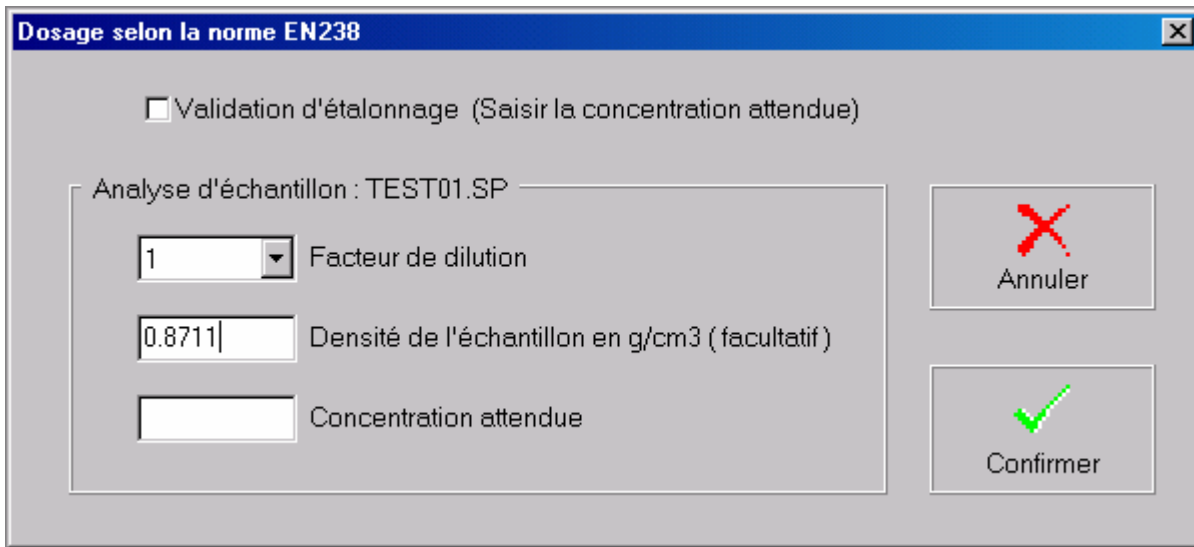 Dosage selon la norme EN238
Validation d'étalonnage (Saisir la concentration attendue)
Analyse d'échantillon : TEST01.SP
1 Facteur de dilution
0.8711 Densité de l'échantillon en g/cm3 ( facultatif )
Concentration attendue
Annuler
Confirmer